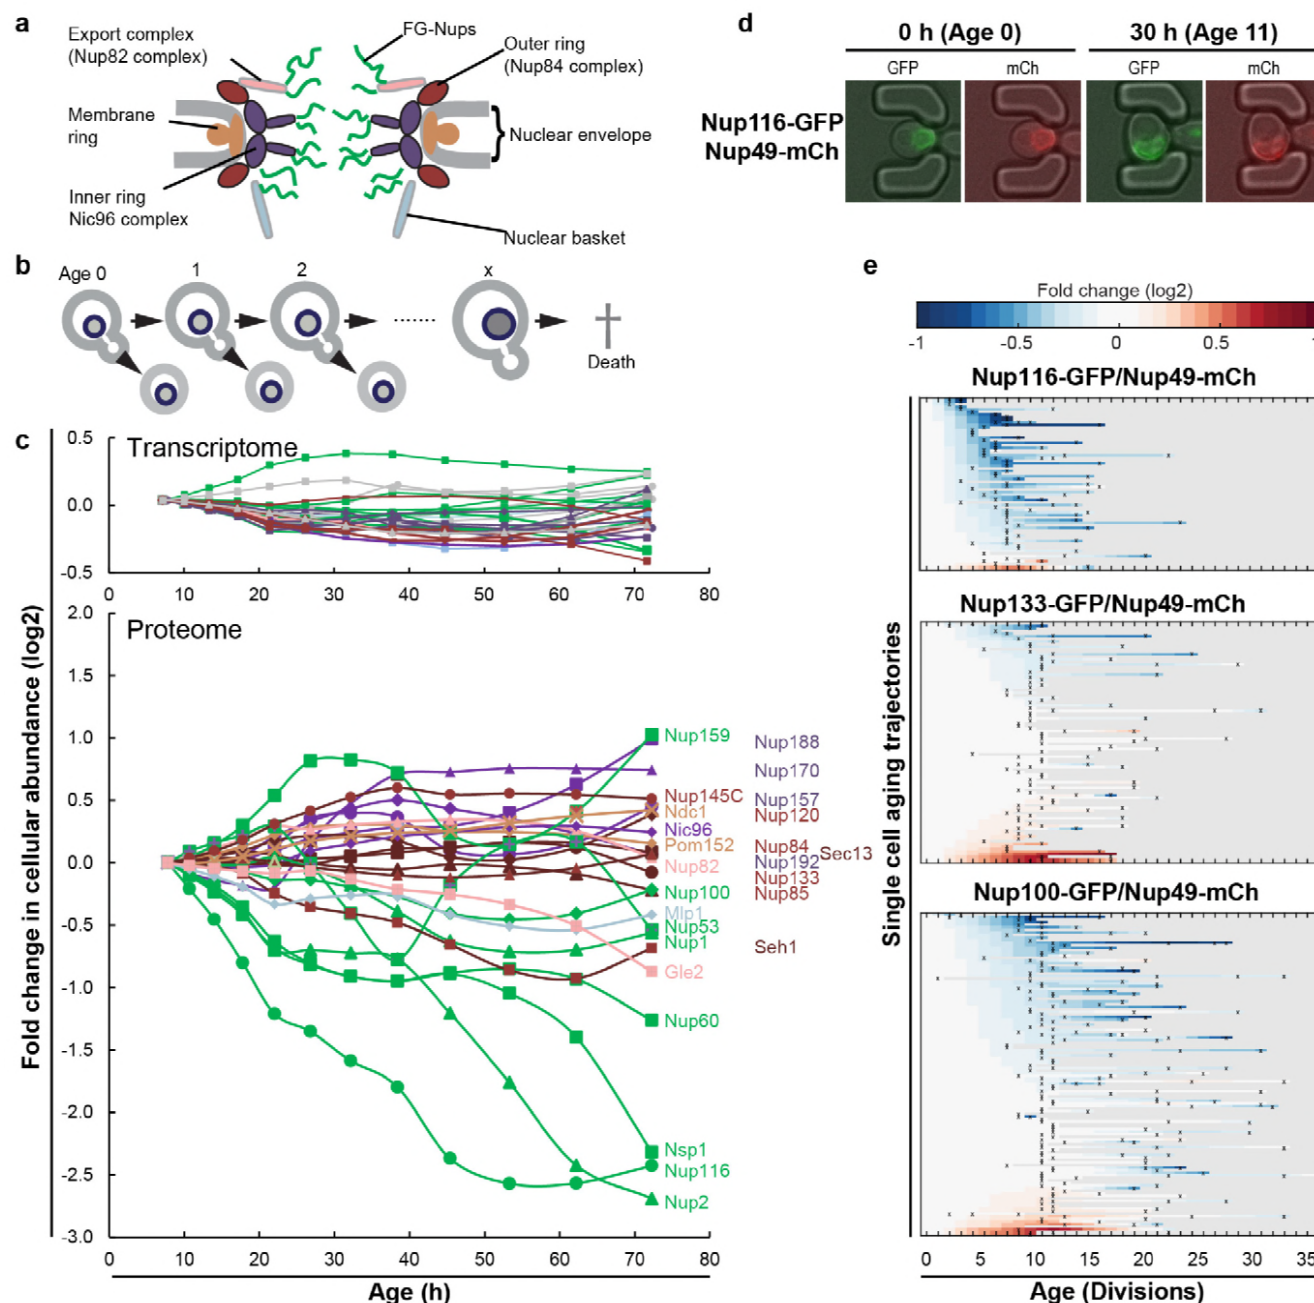 a
Export complex
(Nup82 complex)
FG-Nups
Outer ring
(Nup84 complex)
Membrane
ring
Nuclear envelope
Inner ring
Nic96 complex
Nuclear basket
b
Age 0
1
2
x
Death
c
0.5
Transcriptome
0.0
-0.5
0 10 20 30 40 50 60 70 80
2.0
Proteome
1.5
1.0
0.5
0.0
-0.5
-1.0
-1.5
-2.0
-2.5
-3.0
0 10 20 30 40 50 60 70 80
Age (h)
Fold change in cellular abundance (log2)
Nup159
Nup188
Nup170
Nup145C
Nup157
Ndc1
Nup120
Nic96
Pom152
Nup84
Sec13
Nup82
Nup192
Nup133
Nup100
Nup85
Mlp1
Nup53
Nup1
Seh1
Gle2
Nup60
Nsp1
Nup116
Nup2
d
0 h (Age 0)
30 h (Age 11)
GFP
mCh
GFP
mCh
Nup116-GFP
Nup49-mCh
e
Fold change (log2)
-1 -0.5 0 0.5 1
Nup116-GFP/Nup49-mCh
Nup133-GFP/Nup49-mCh
Nup100-GFP/Nup49-mCh
Single cell aging trajectories
0 5 10 15 20 25 30 35
Age (Divisions)